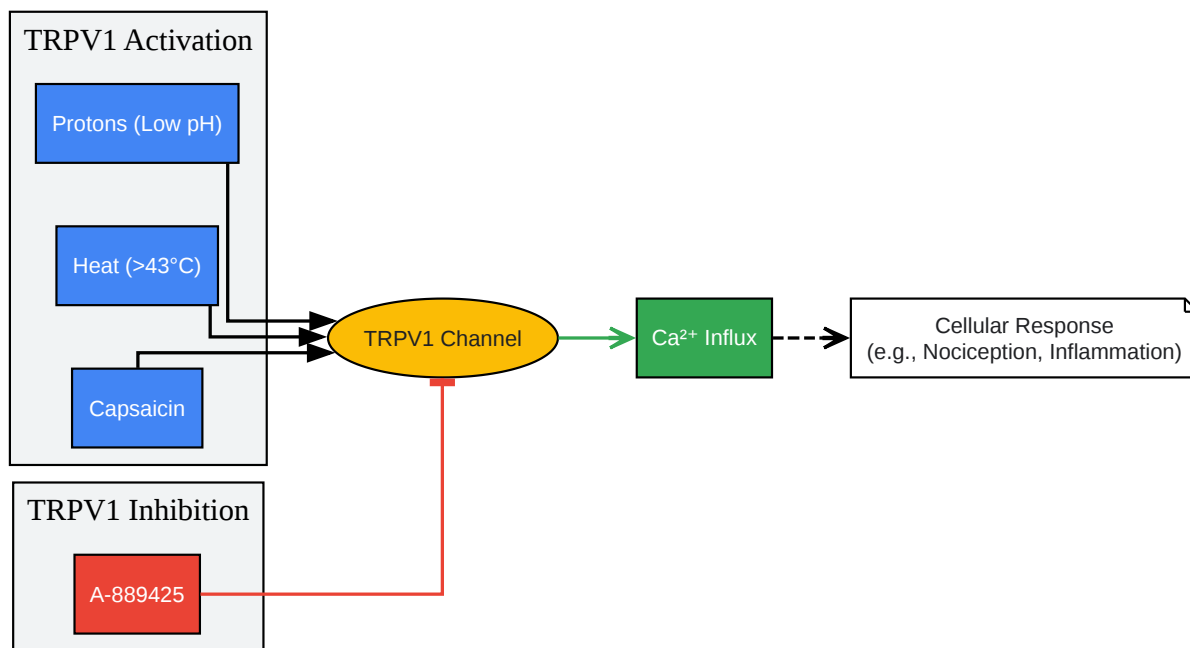 TRPV1 Activation
Protons (Low pH)
Heat (>43°C)
Capsaicin
TRPV1 Channel
Ca²⁺ Influx
Cellular Response
(e.g., Nociception, Inflammation)
TRPV1 Inhibition
A-889425